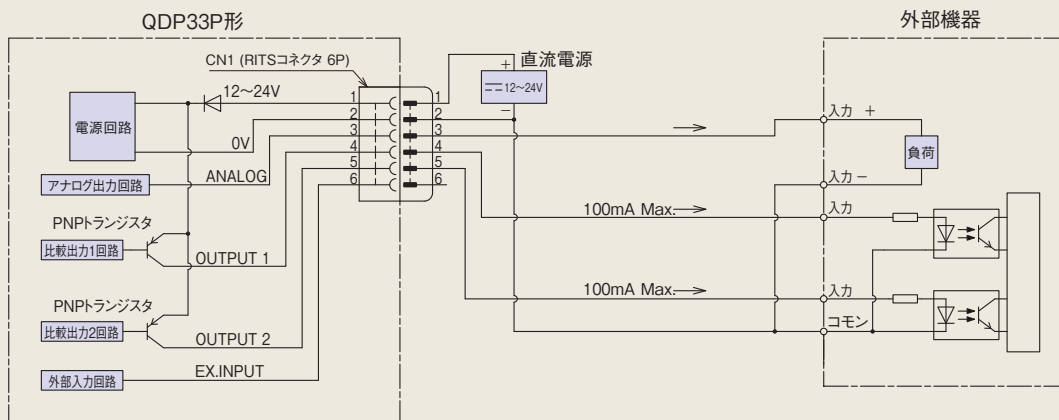 QDP33P形
外部機器
CN1 (RITSコネクタ 6P)
直流電源
+
12～24V
−
12～24V
電源回路
0V
アナログ出力回路
ANALOG
1
2
3
4
5
6
1
2
3
4
5
6
入力 +
負荷
入力 −
PNPトランジスタ
比較出力1回路
OUTPUT 1
100mA Max.
入力
PNPトランジスタ
比較出力2回路
OUTPUT 2
100mA Max.
入力
コモン
外部入力回路
EX.INPUT